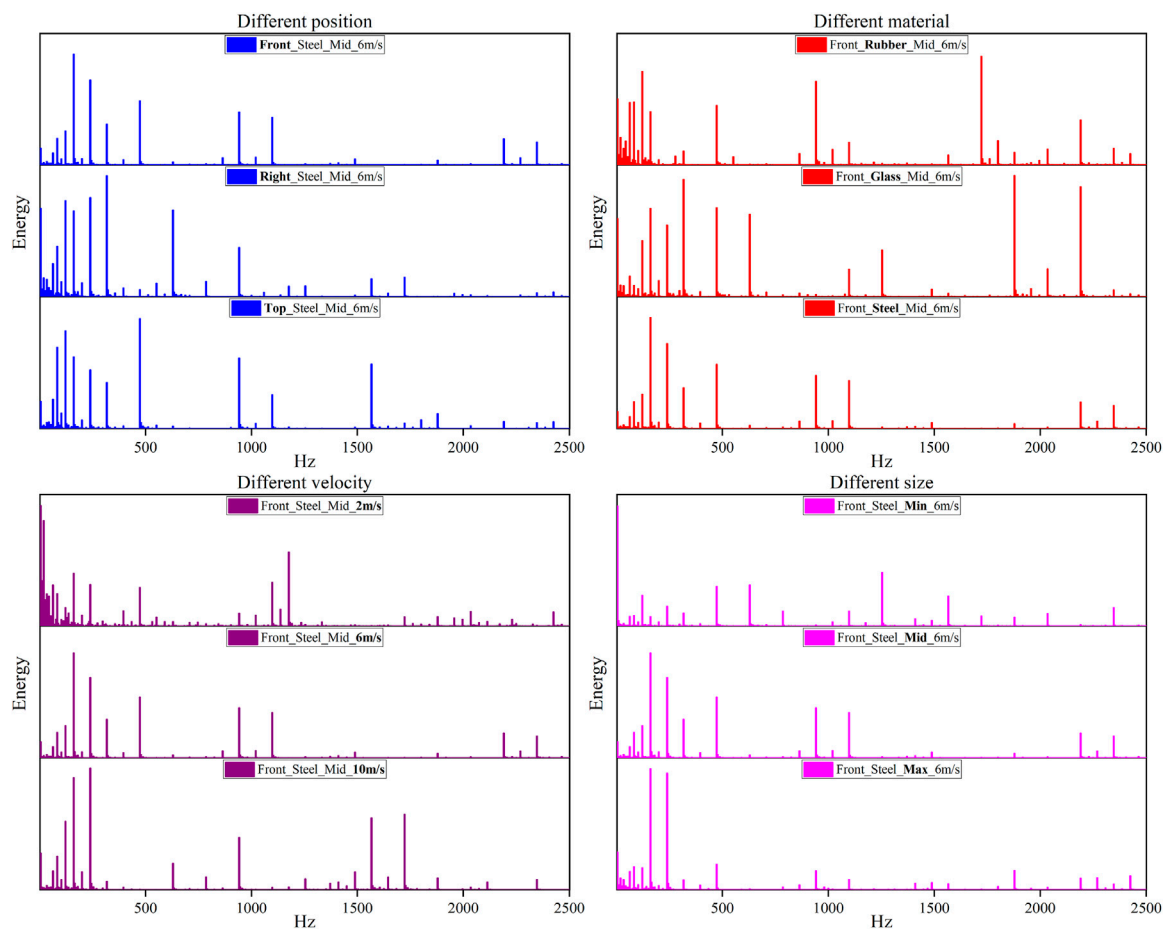 Different position
Front_Steel_Mid_6m/s
Right_Steel_Mid_6m/s
Top_Steel_Mid_6m/s
Energy
500
1000
1500
2000
2500
Hz
Different material
Front_Rubber_Mid_6m/s
Front_Glass_Mid_6m/s
Front_Steel_Mid_6m/s
Energy
500
1000
1500
2000
2500
Hz
Different velocity
Front_Steel_Mid_2m/s
Front_Steel_Mid_6m/s
Front_Steel_Mid_10m/s
Energy
500
1000
1500
2000
2500
Hz
Different size
Front_Steel_Min_6m/s
Front_Steel_Mid_6m/s
Front_Steel_Max_6m/s
Energy
500
1000
1500
2000
2500
Hz